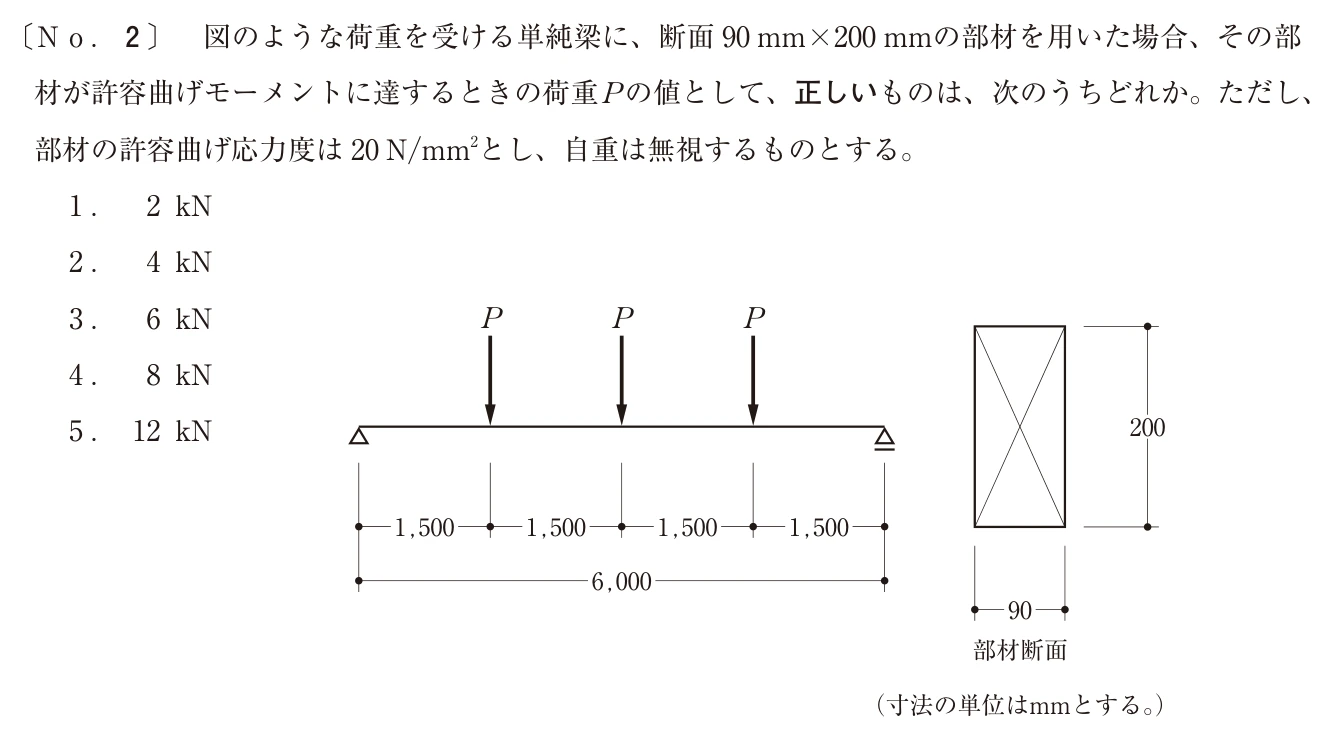 〔Ｎｏ． 2〕　図のような荷重を受ける単純梁に、断面 90 mm×200 mmの部材を用いた場合、その部
材が許容曲げモーメントに達するときの荷重Pの値として、正しいものは、次のうちどれか。ただし、
部材の許容曲げ応力度は 20 N/mm²とし、自重は無視するものとする。
1．　2 kN
2．　4 kN
3．　6 kN
4．　8 kN
5．　12 kN
P P P
200
1,500 1,500 1,500 1,500
6,000
90
部材断面
（寸法の単位はmmとする。）